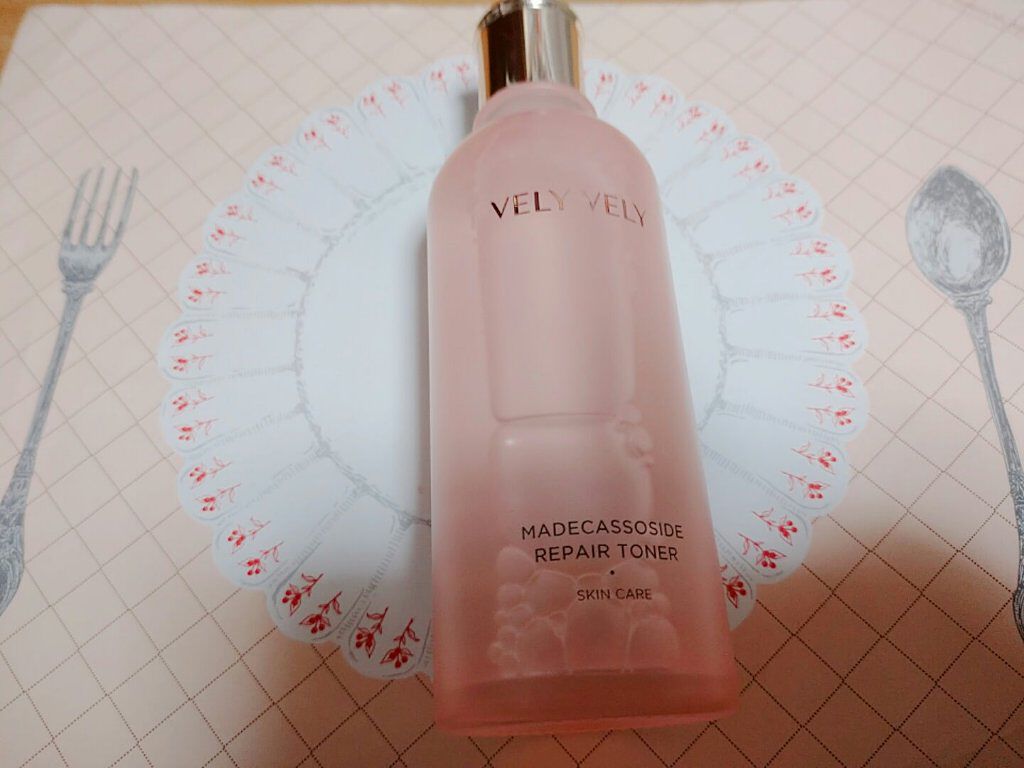 VELY VELY
MADECASSOSIDE
REPAIR TONER
SKIN CARE